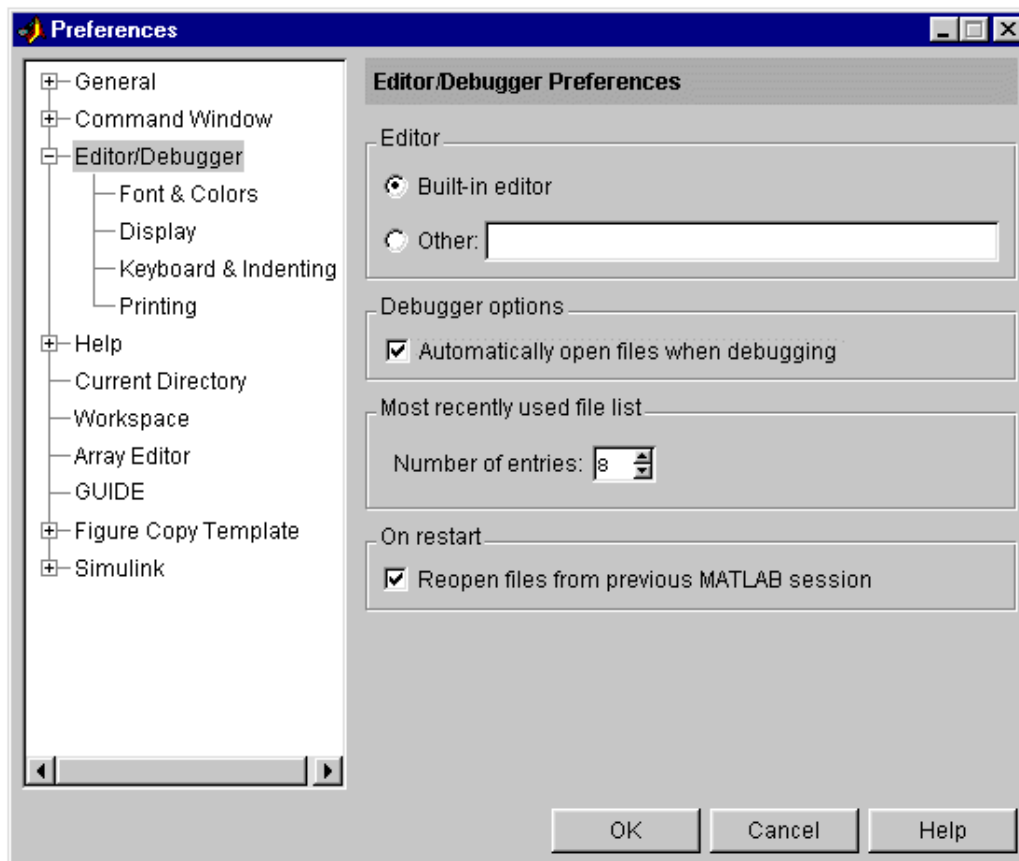 Preferences
General
Command Window
Editor/Debugger
Font & Colors
Display
Keyboard & Indenting
Printing
Help
Current Directory
Workspace
Array Editor
GUIDE
Figure Copy Template
Simulink
Editor/Debugger Preferences
Editor
Built-in editor
Other:
Debugger options
Automatically open files when debugging
Most recently used file list
Number of entries: 8
On restart
Reopen files from previous MATLAB session
OK Cancel Help